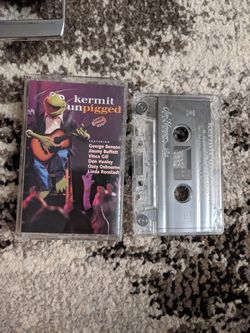 kermit
unpigged
FEATURING
George Benson
Jimmy Buffett
Vince Gill
Don Henley
Ozzy Osbourne
Linda Ronstadt